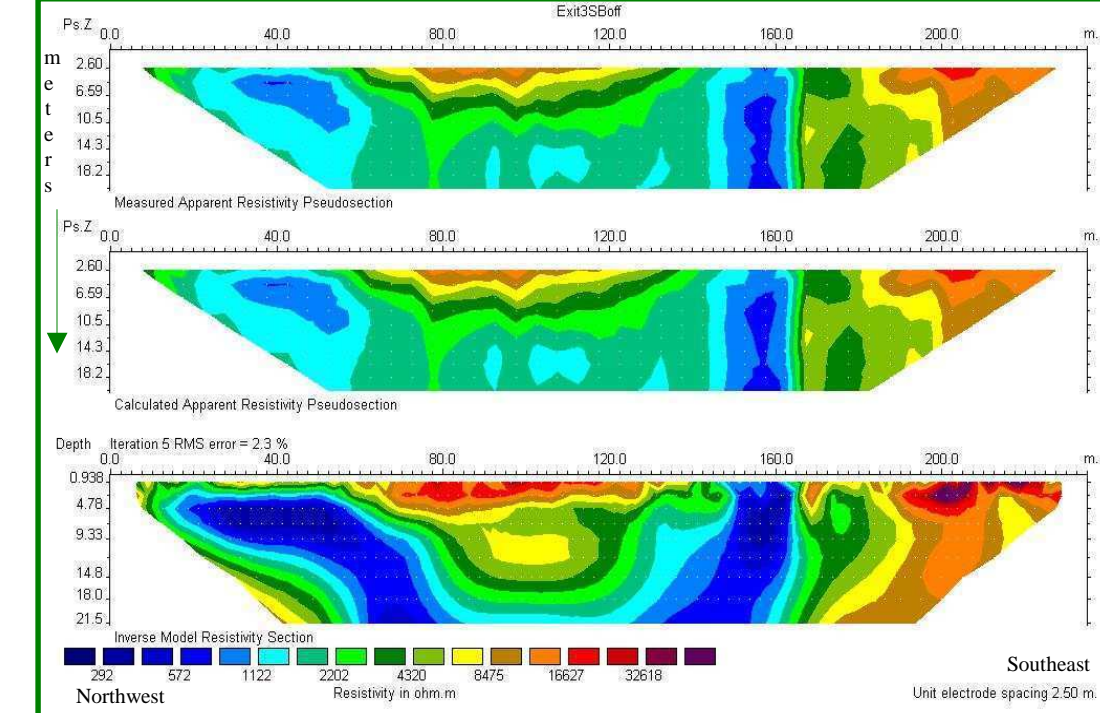 Exit3SBoff
Ps.Z
0.0 40.0 80.0 120.0 160.0 200.0 m.
meters
2.60
6.59
10.5
14.3
18.2
Measured Apparent Resistivity Pseudosection
Ps.Z
0.0 40.0 80.0 120.0 160.0 200.0 m.
2.60
6.59
10.5
14.3
18.2
Calculated Apparent Resistivity Pseudosection
Depth Iteration 5 RMS error = 2.3 %
0.0 40.0 80.0 120.0 160.0 200.0 m.
0.938
4.78
9.33
14.8
18.0
21.5
Inverse Model Resistivity Section
292 572 1122 2202 4320 8475 16627 32618
Resistivity in ohm.m
Northwest
Southeast
Unit electrode spacing 2.50 m.